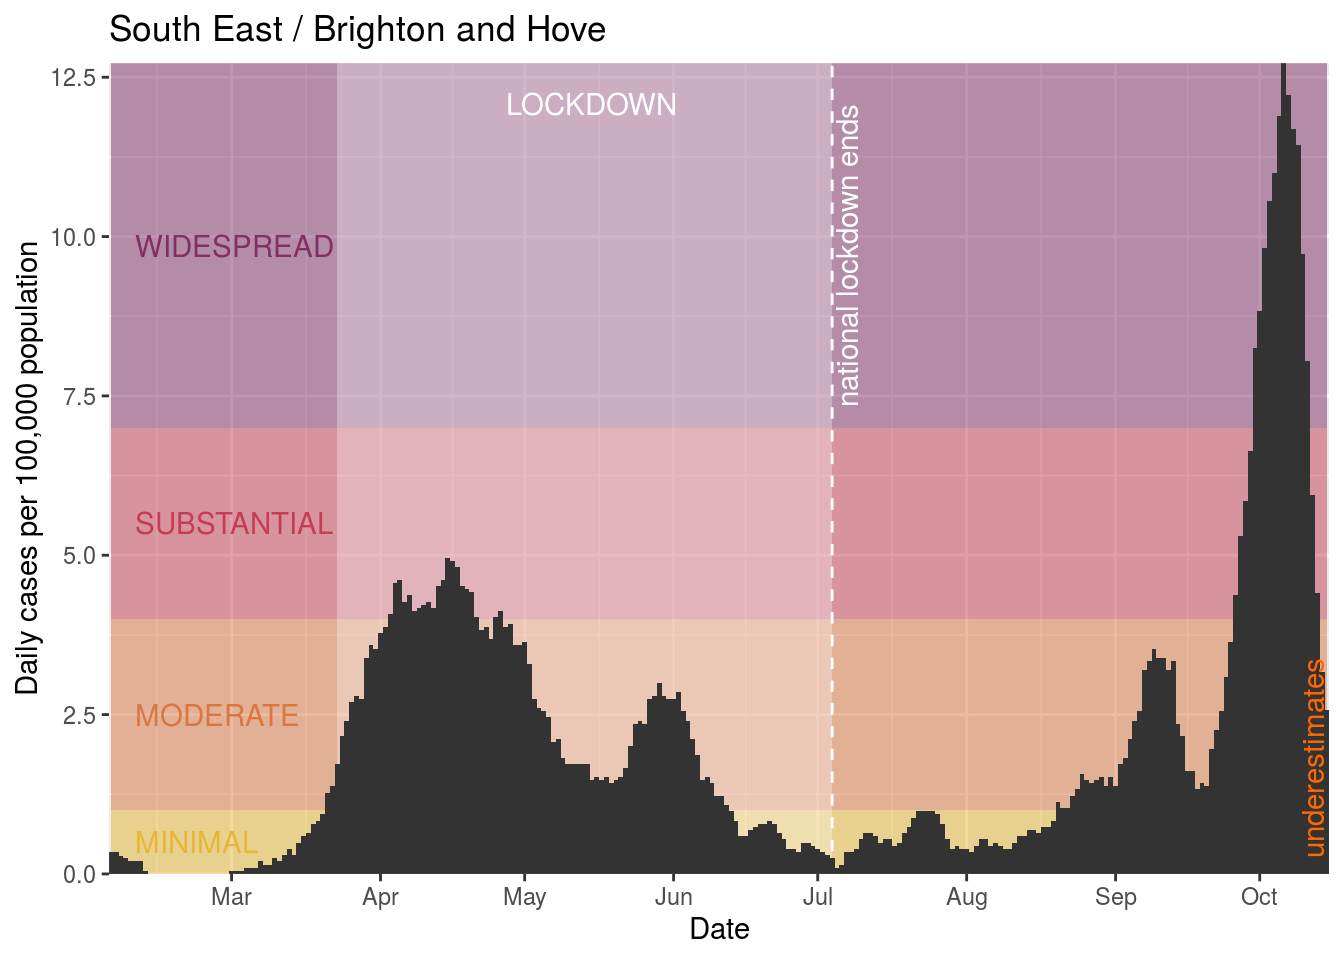 South East / Brighton and Hove
Daily cases per 100,000 population
12.5
10.0
7.5
5.0
2.5
0.0
LOCKDOWN
national lockdown ends
WIDESPREAD
SUBSTANTIAL
MODERATE
MINIMAL
underestimates
Mar Apr May Jun Jul Aug Sep Oct
Date